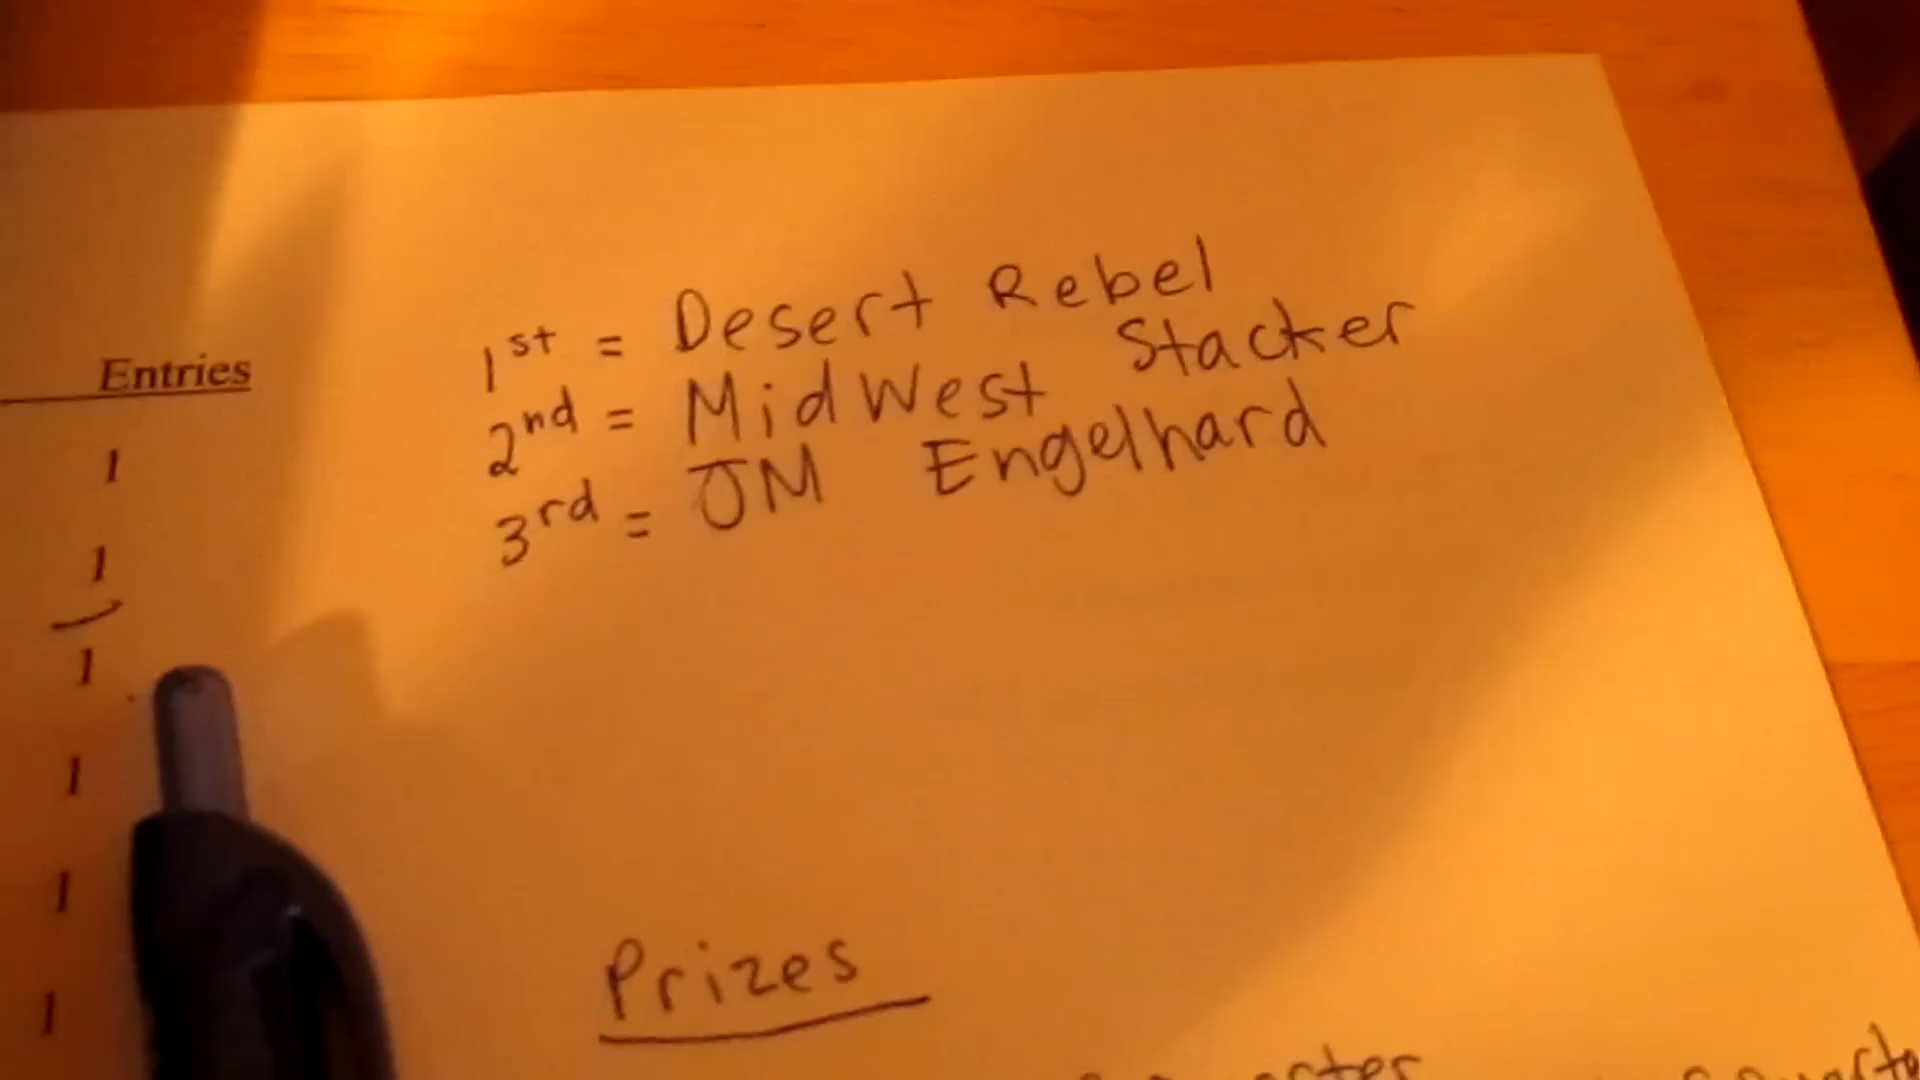 Entries
1
1
1
1
1
1
1st = Desert Rebel
2nd = MidWest Stacker
3rd = JM Engelhard
Prizes